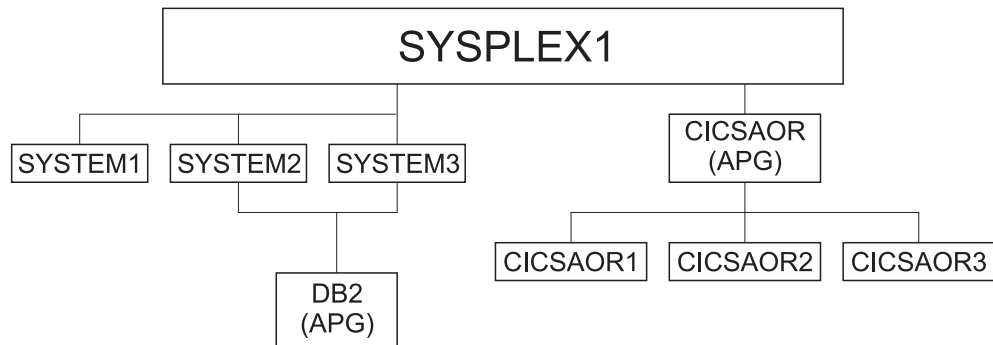 SYSPLEX1
SYSTEM1
SYSTEM2
SYSTEM3
CICSAOR
(APG)
CICSAOR1
CICSAOR2
CICSAOR3
DB2
(APG)